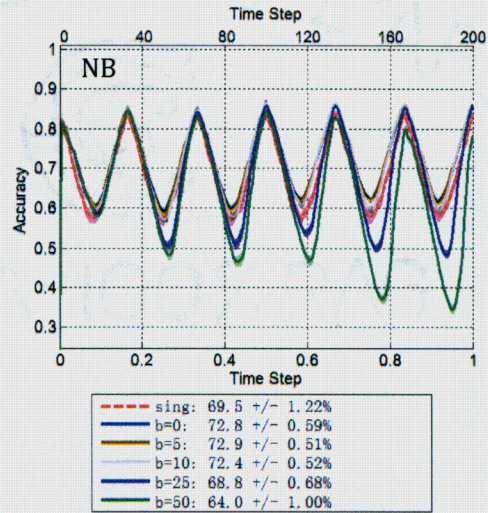 Time Step
0 40 80 120 160 200
1
NB
0.9
0.8
0.7
0.6
0.5
0.4
0.3
Accuracy
0 0.2 0.4 0.6 0.8 1
Time Step
sing: 69.5 +/- 1.22%
b=0: 72.8 +/- 0.59%
b=5: 72.9 +/- 0.51%
b=10: 72.4 +/- 0.52%
b=25: 68.8 +/- 0.68%
b=50: 64.0 +/- 1.00%